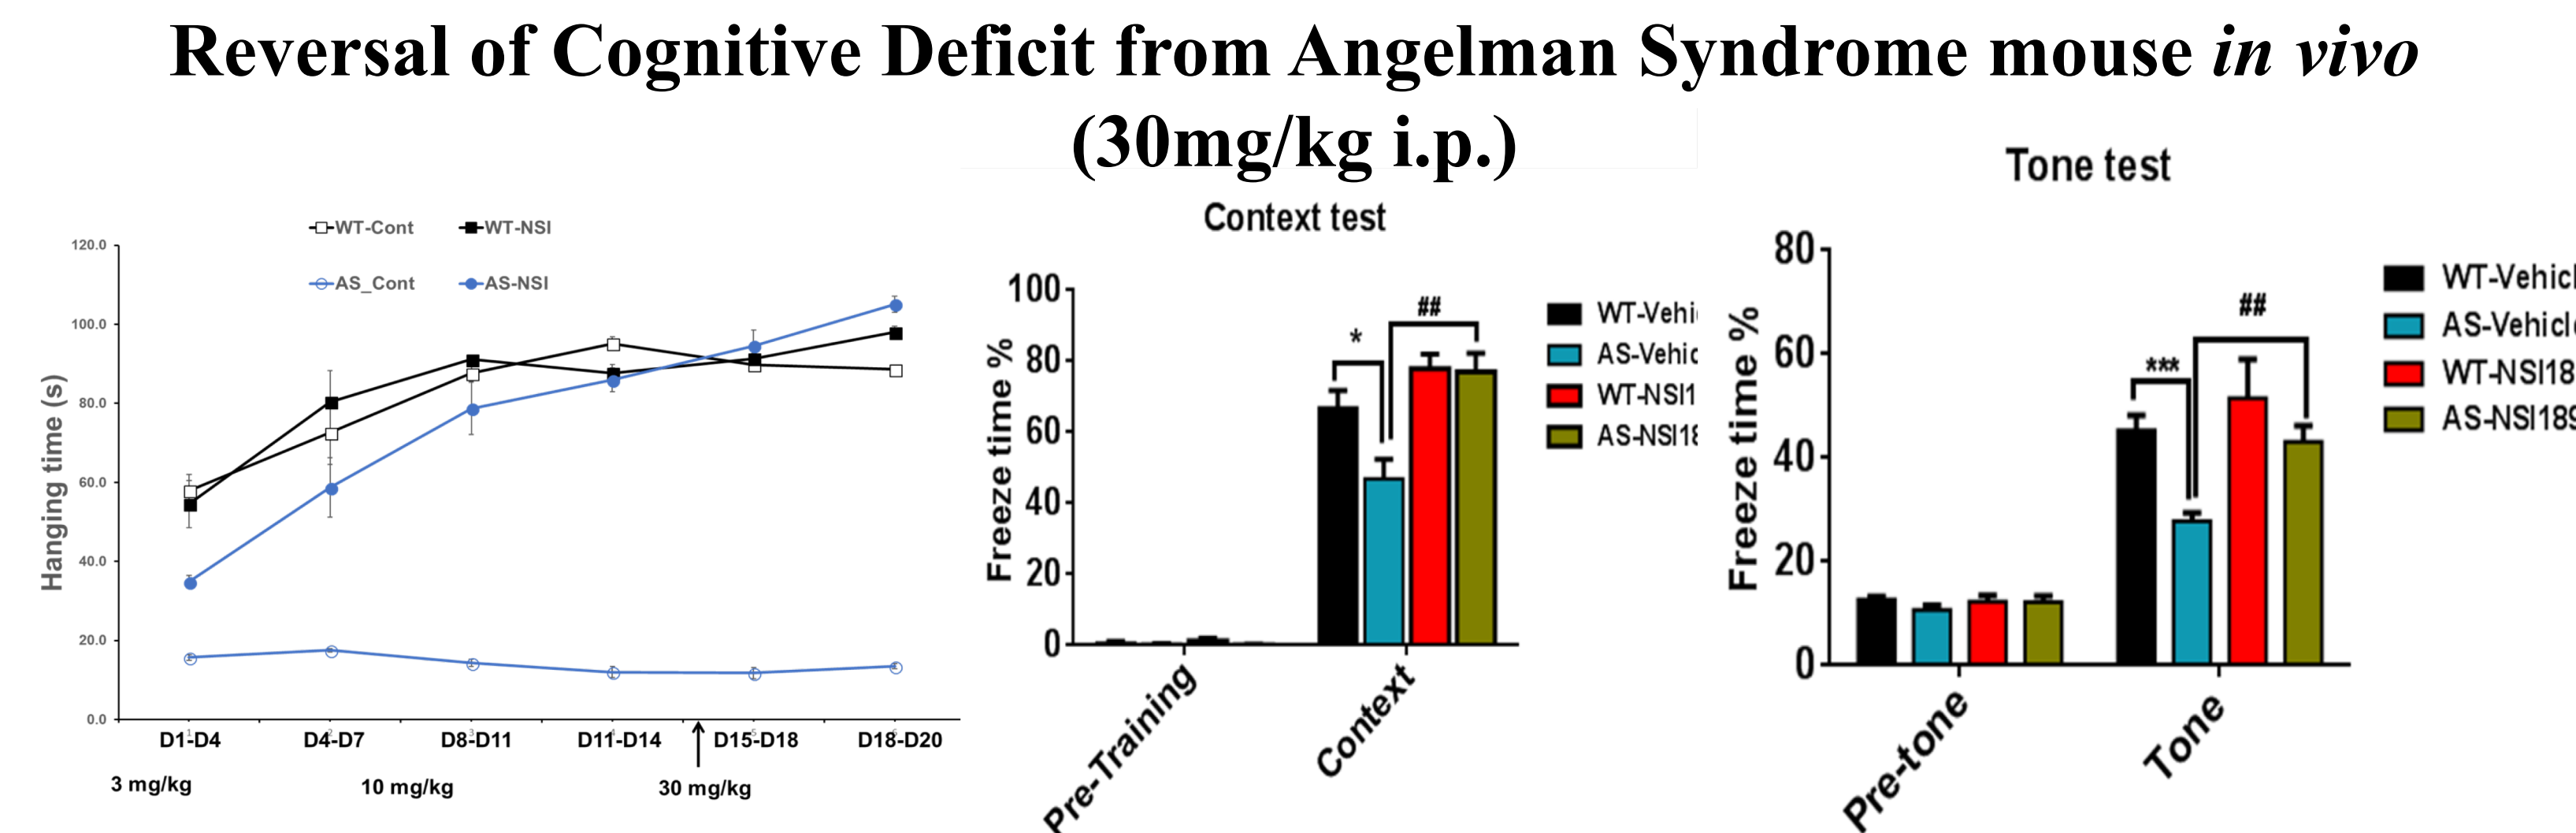 Reversal of Cognitive Deficit from Angelman Syndrome mouse in vivo
(30mg/kg i.p.)
WT-Cont
WT-NSI
AS_Cont
AS-NSI
120.0
100.0
80.0
60.0
40.0
20.0
0.0
Hanging time (s)
D1-D4
D4-D7
D8-D11
D11-D14
D15-D18
D18-D20
3 mg/kg
10 mg/kg
30 mg/kg
Context test
100
80
60
40
20
0
Freeze time %
*
##
Pre-Training
Context
WT-Vehi
AS-Vehic
WT-NSI1
AS-NSI18
Tone test
80
60
40
20
0
Freeze time %
***
##
Pre-tone
Tone
WT-Vehicl
AS-Vehicl
WT-NSI18
AS-NSI189